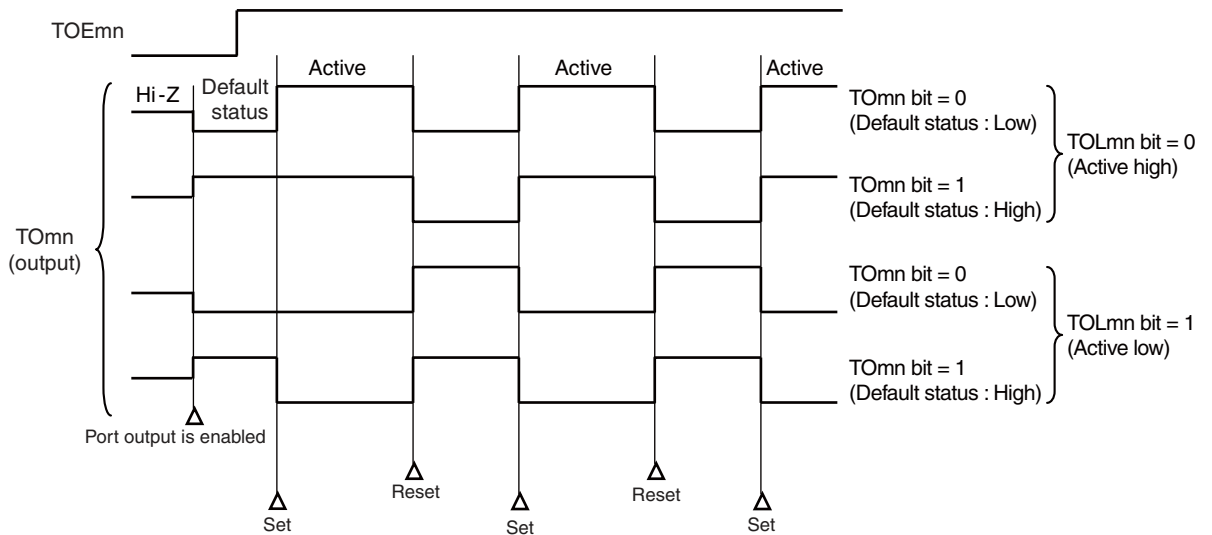 TOEmn
Active
Active
Active
Hi-Z
Default
status
TOmn bit = 0
(Default status : Low)
TOLmn bit = 0
(Active high)
TOmn bit = 1
(Default status : High)
TOmn
(output)
TOmn bit = 0
(Default status : Low)
TOLmn bit = 1
(Active low)
TOmn bit = 1
(Default status : High)
Port output is enabled
Reset
Reset
Set
Set
Set